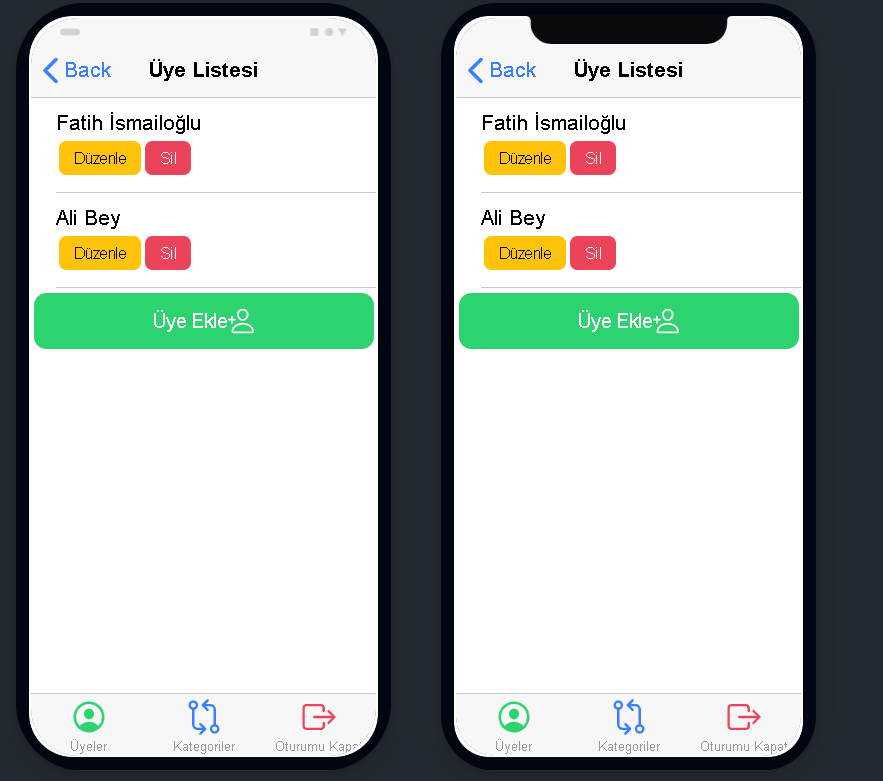 Back Üye Listesi
Fatih İsmailoğlu
Düzenle Sil
Ali Bey
Düzenle Sil
Üye Ekle
Üyeler Kategoriler Oturumu Kapat
Back Üye Listesi
Fatih İsmailoğlu
Düzenle Sil
Ali Bey
Düzenle Sil
Üye Ekle
Üyeler Kategoriler Oturumu Kapat